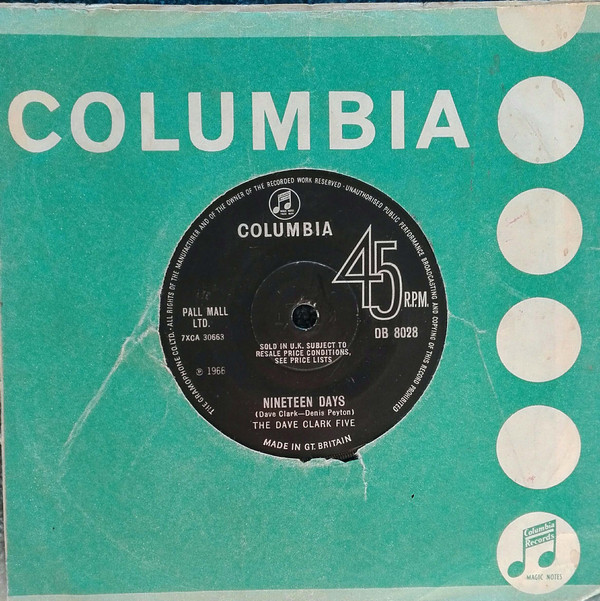 COLUMBIA
THE GRAMOPHONE CO. LTD. · ALL RIGHTS OF THE MANUFACTURER AND OF THE OWNER OF THE RECORDED WORK RESERVED · UNAUTHORISED PUBLIC PERFORMANCE BROADCASTING AND COPYING OF THIS RECORD PROHIBITED
COLUMBIA
45
R.P.M.
PALL MALL
LTD.
7XCA 30663
DB 8028
SOLD IN U.K. SUBJECT TO
RESALE PRICE CONDITIONS,
SEE PRICE LISTS
℗ 1966
NINETEEN DAYS
(Dave Clark—Denis Peyton)
THE DAVE CLARK FIVE
MADE IN GT. BRITAIN
Columbia
Records
MAGIC NOTES